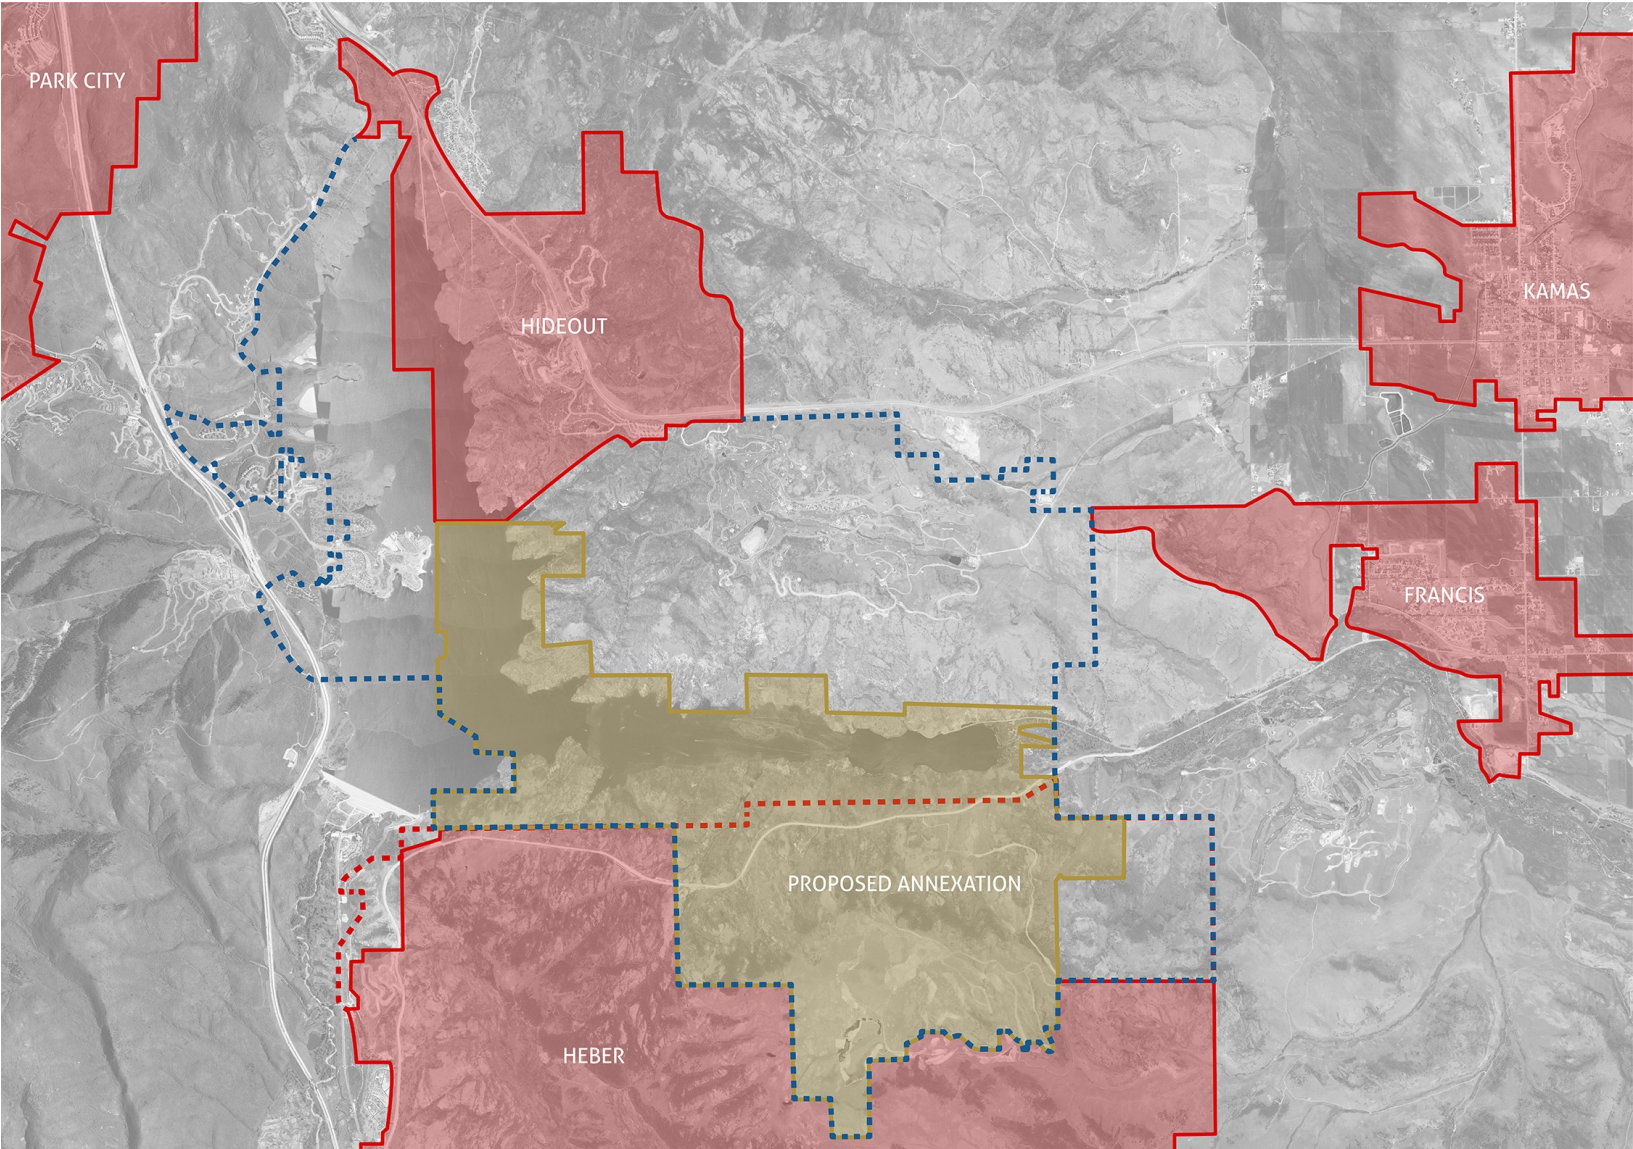 PARK CITY
KAMAS
HIDEOUT
FRANCIS
PROPOSED ANNEXATION
HEBER